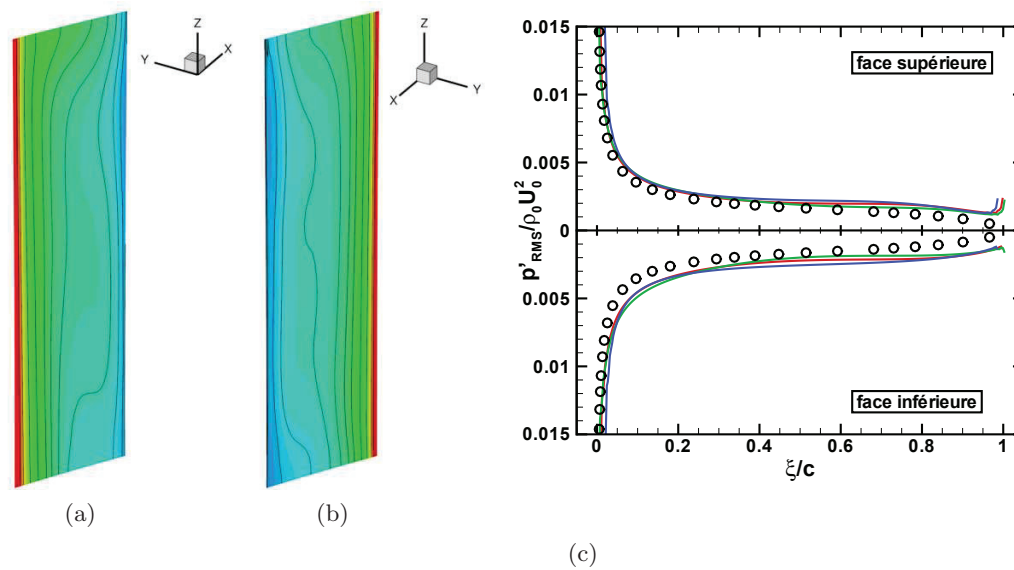 Z
X
Y
(a)
Z
X
Y
(b)
0.015
0.01
0.005
0
0.005
0.01
0.015
p'RMS/ρ0U0²
face supérieure
face inférieure
0 0.2 0.4 0.6 0.8 1
ξ/c
(c)